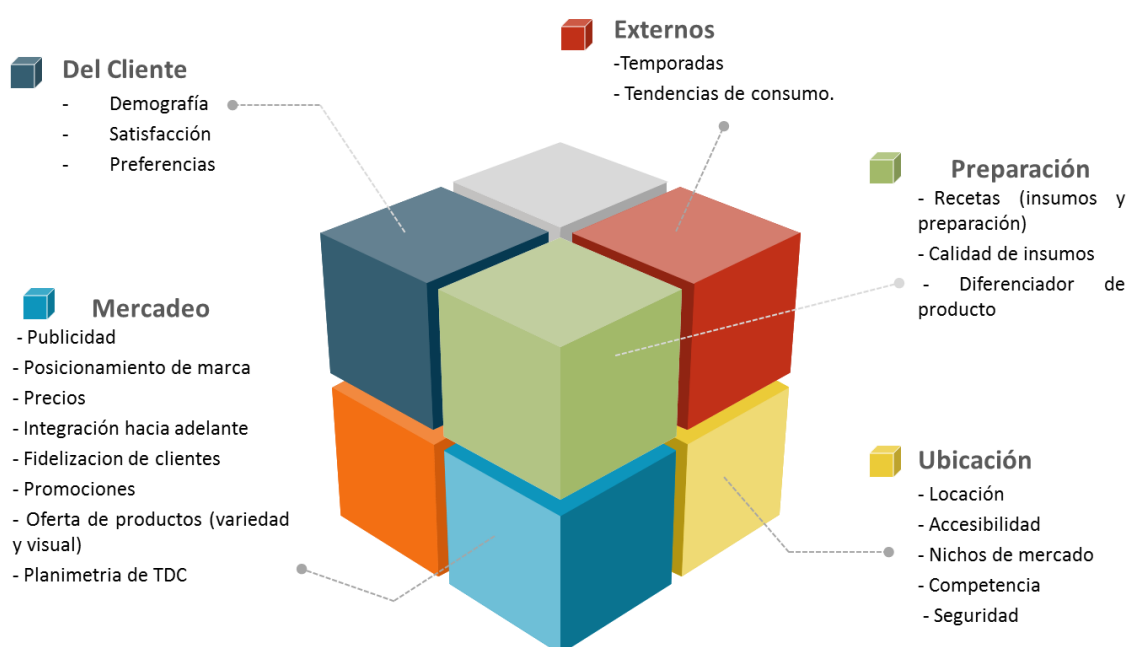 Externos
-Temporadas
- Tendencias de consumo.
Del Cliente
- Demografía
- Satisfacción
- Preferencias
Preparación
- Recetas (insumos y
preparación)
- Calidad de insumos
- Diferenciador de
producto
Mercadeo
- Publicidad
- Posicionamiento de marca
- Precios
- Integración hacia adelante
- Fidelizacion de clientes
- Promociones
- Oferta de productos (variedad
y visual)
- Planimetria de TDC
Ubicación
- Locación
- Accesibilidad
- Nichos de mercado
- Competencia
- Seguridad